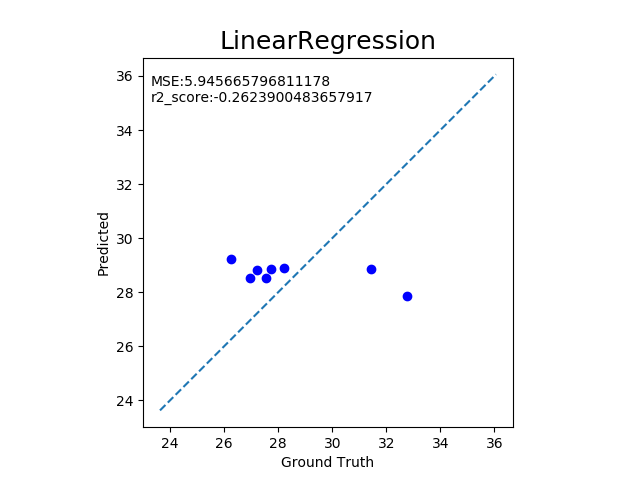 LinearRegression
MSE:5.945665796811178
r2_score:-0.2623900483657917
36
34
32
30
28
26
24
Predicted
24 26 28 30 32 34 36
Ground Truth